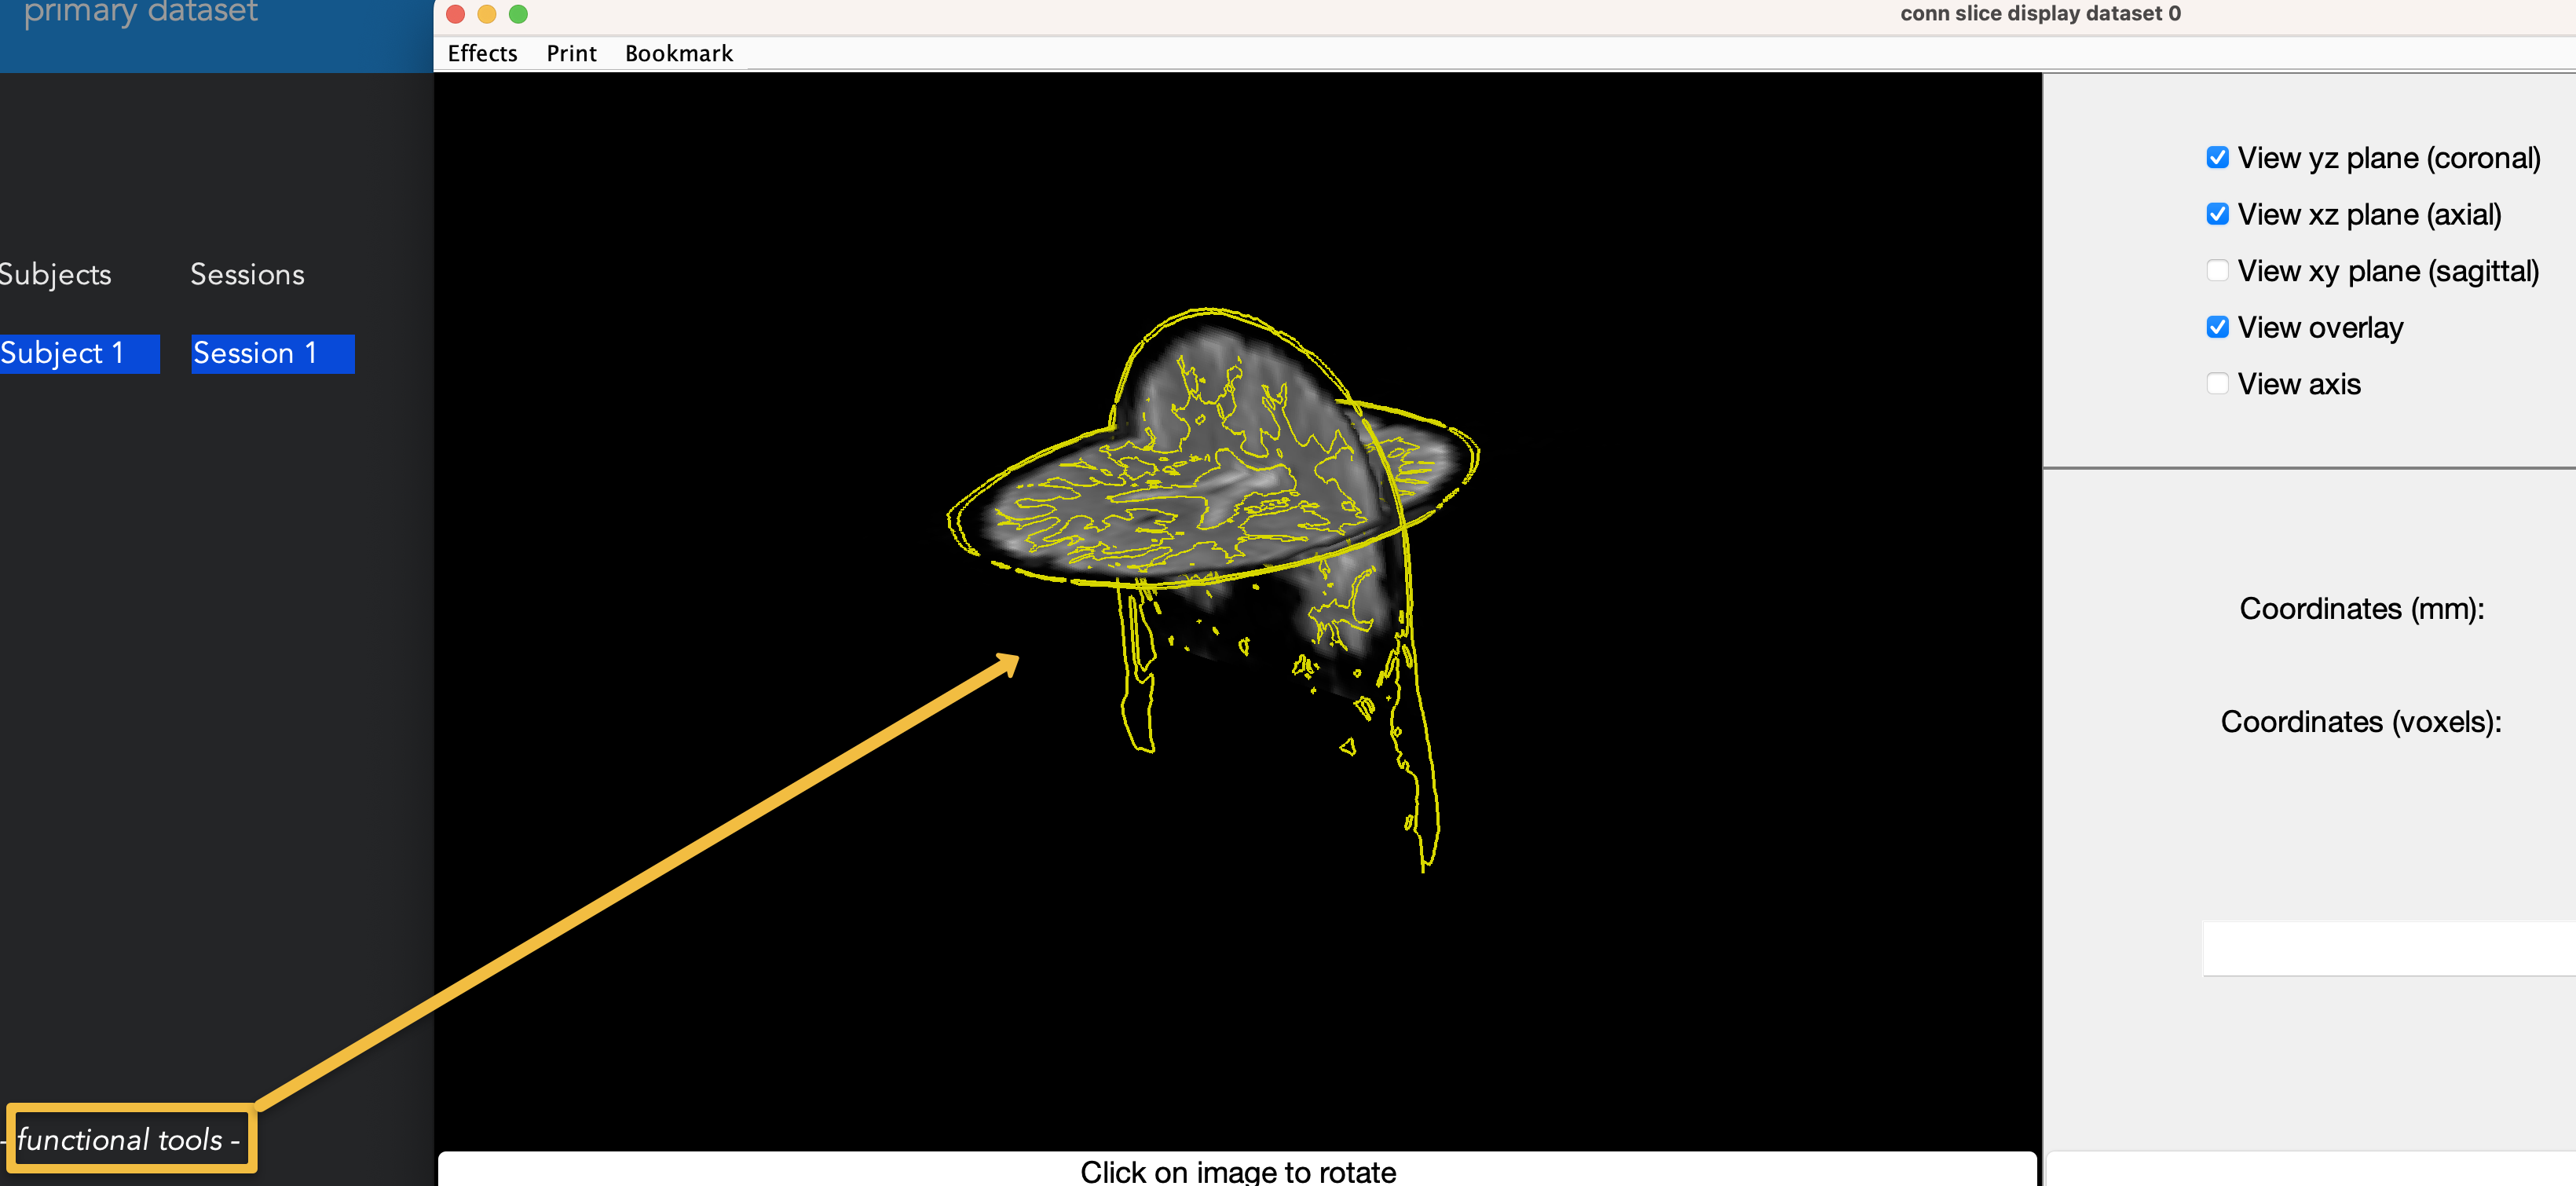 primary dataset
conn slice display dataset 0
Effects Print Bookmark
View yz plane (coronal)
View xz plane (axial)
View xy plane (sagittal)
View overlay
View axis
Subjects Sessions
Subject 1 Session 1
Coordinates (mm):
Coordinates (voxels):
- functional tools -
Click on image to rotate